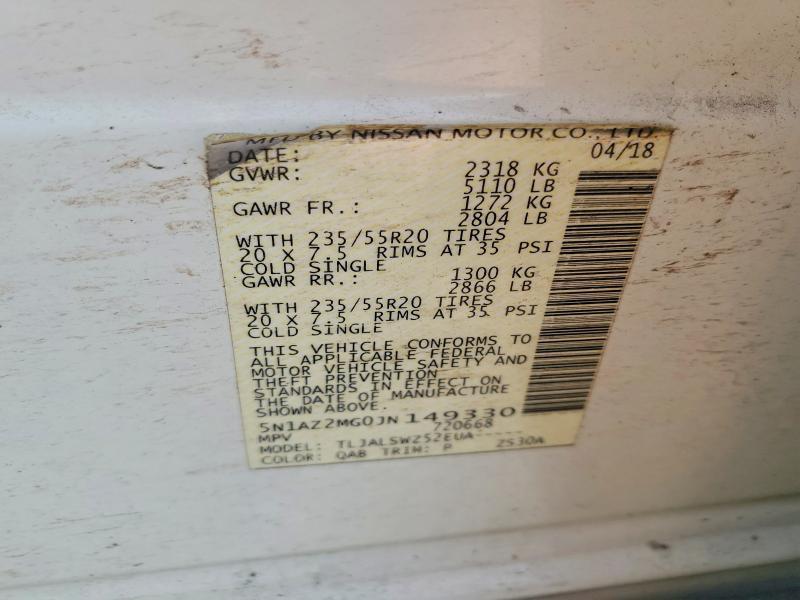 MFD BY NISSAN MOTOR CO., LTD.
DATE: 04/18
GVWR: 2318 KG
5110 LB
GAWR FR.: 1272 KG
2804 LB
WITH 235/55R20 TIRES
20 X 7.5 RIMS AT 35 PSI
COLD SINGLE
GAWR RR.: 1300 KG
2866 LB
WITH 235/55R20 TIRES
20 X 7.5 RIMS AT 35 PSI
COLD SINGLE
THIS VEHICLE CONFORMS TO
ALL APPLICABLE FEDERAL
MOTOR VEHICLE SAFETY AND
THEFT PREVENTION
STANDARDS IN EFFECT ON
THE DATE OF MANUFACTURE
SHOWN ABOVE.
5N1AZ2MG0JN149330
MPV 720668
MODEL: TLJALSWZ52EUA-----
COLOR: QAB TRIM: P ZS30A